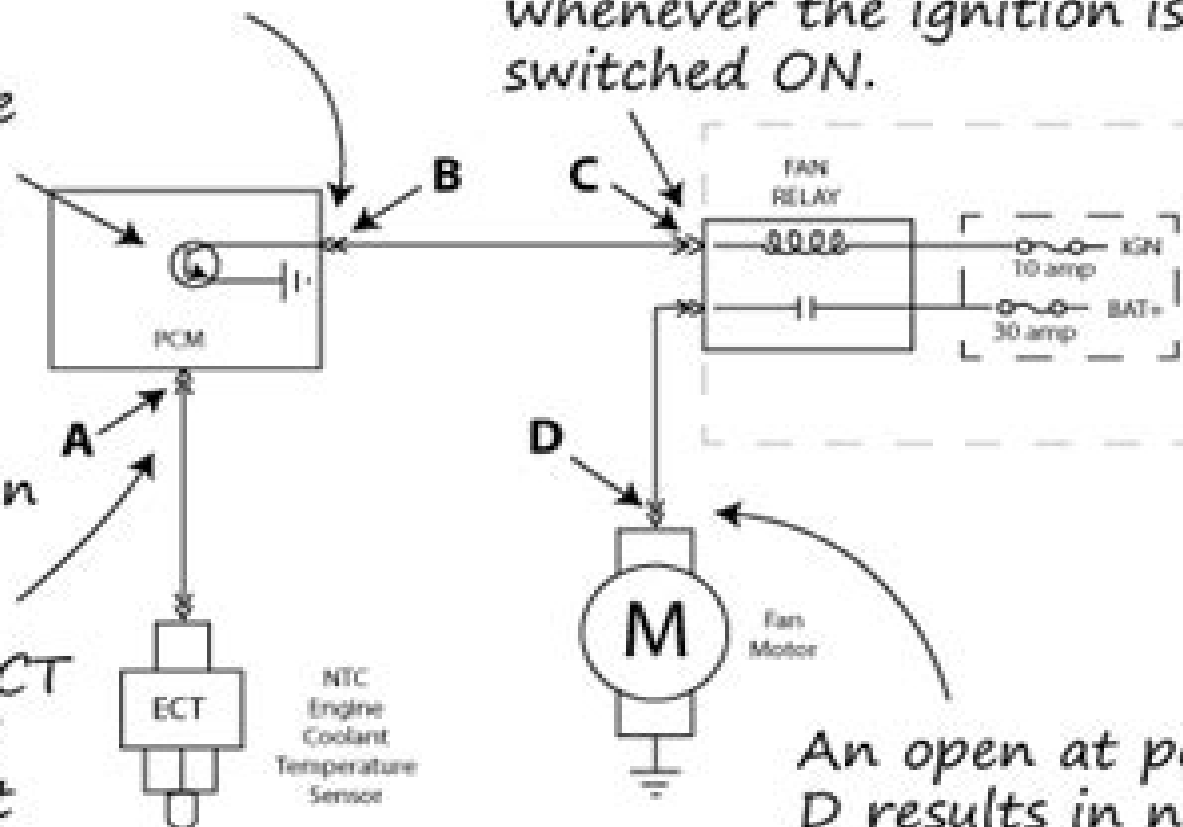 whenever the ignition is
switched ON.
e
B
C
FAN
RELAY
IGN
10 amp
BAT+
30 amp
PCM
A
D
n
M
Fan
Motor
CT
ECT
NTC
Engine
Coolant
Temperature
Sensor
t
An open at po
D results in n